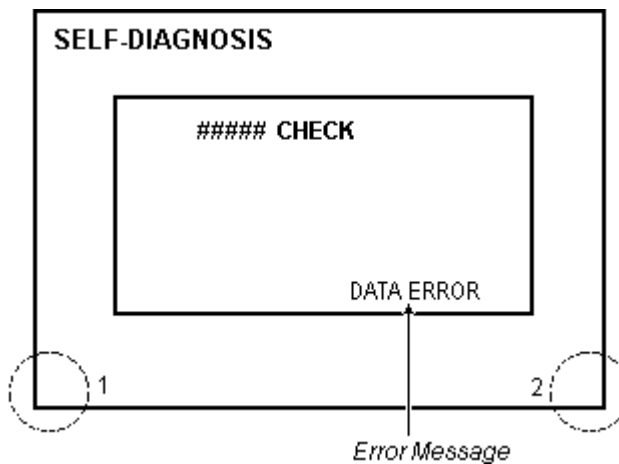 SELF-DIAGNOSIS
##### CHECK
DATA ERROR
1
2
Error Message